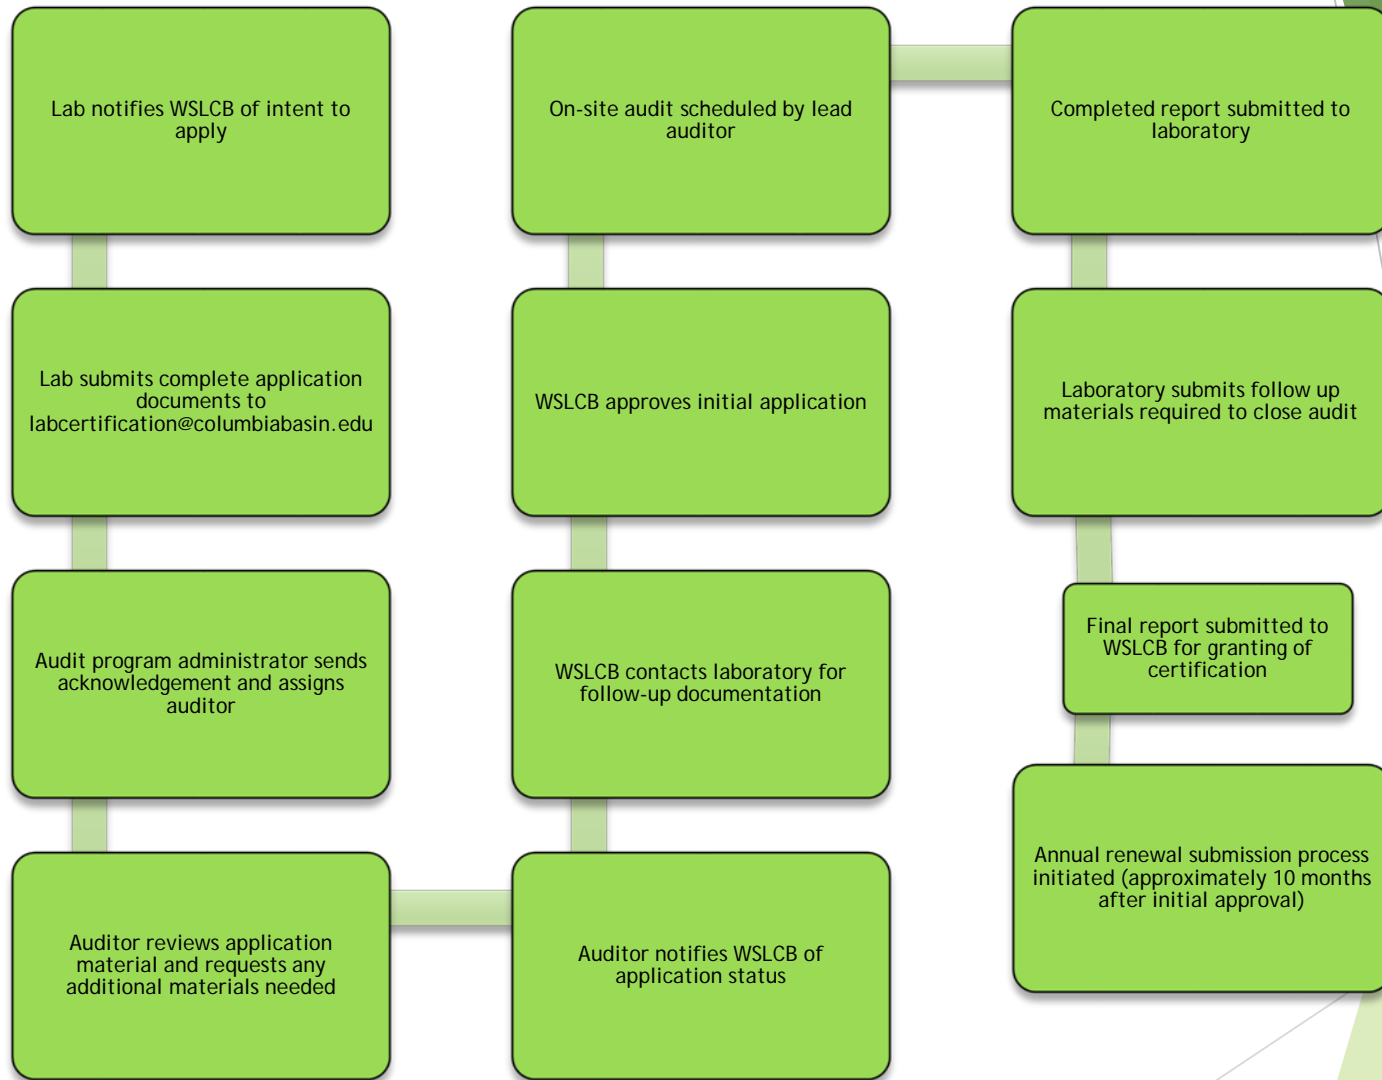 Lab notifies WSLCB of intent to
apply
Lab submits complete application
documents to
labcertification@columbiabasin.edu
Audit program administrator sends
acknowledgement and assigns
auditor
Auditor reviews application
material and requests any
additional materials needed
Auditor notifies WSLCB of
application status
WSLCB contacts laboratory for
follow-up documentation
WSLCB approves initial application
On-site audit scheduled by lead
auditor
Completed report submitted to
laboratory
Laboratory submits follow up
materials required to close audit
Final report submitted to
WSLCB for granting of
certification
Annual renewal submission process
initiated (approximately 10 months
after initial approval)